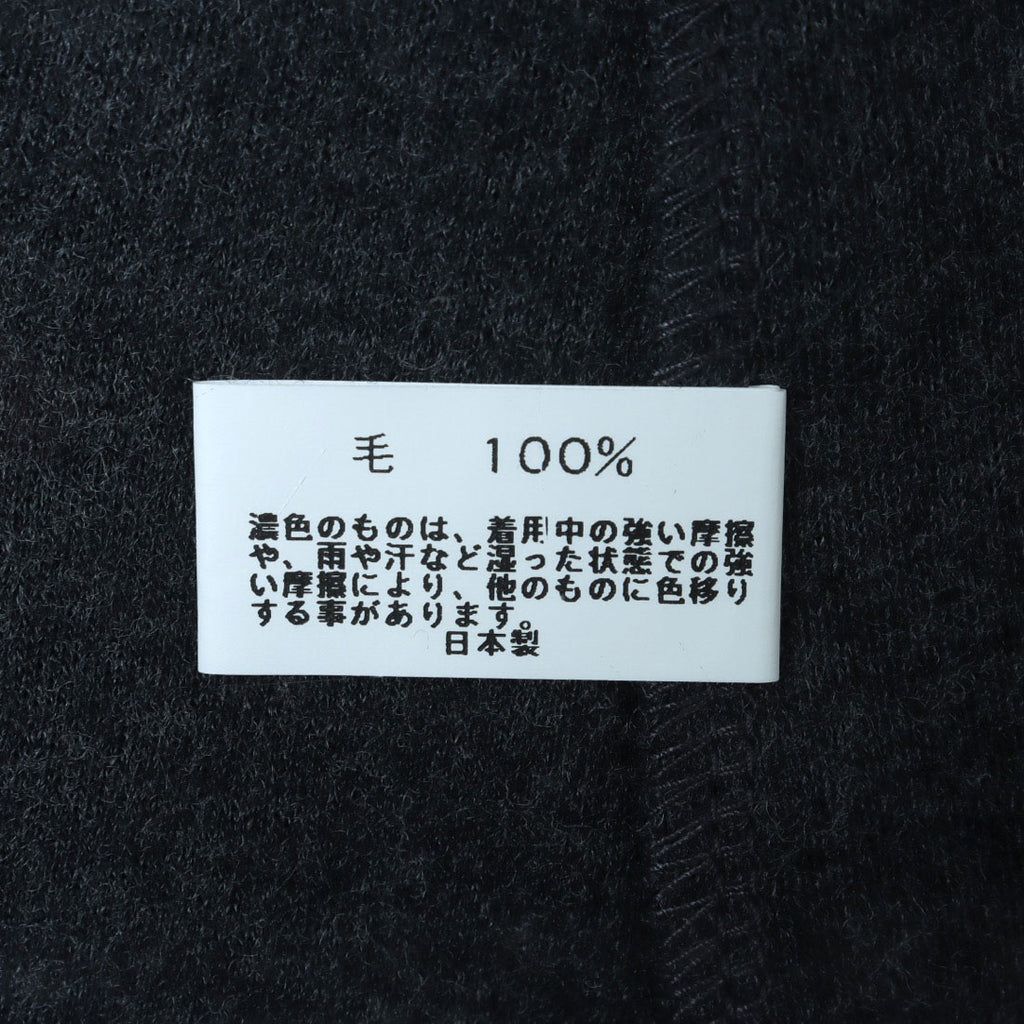 毛　100%
濃色のものは、着用中の強い摩擦
や、雨や汗など湿った状態での強
い摩擦により、他のものに色移り
する事があります。
日本製